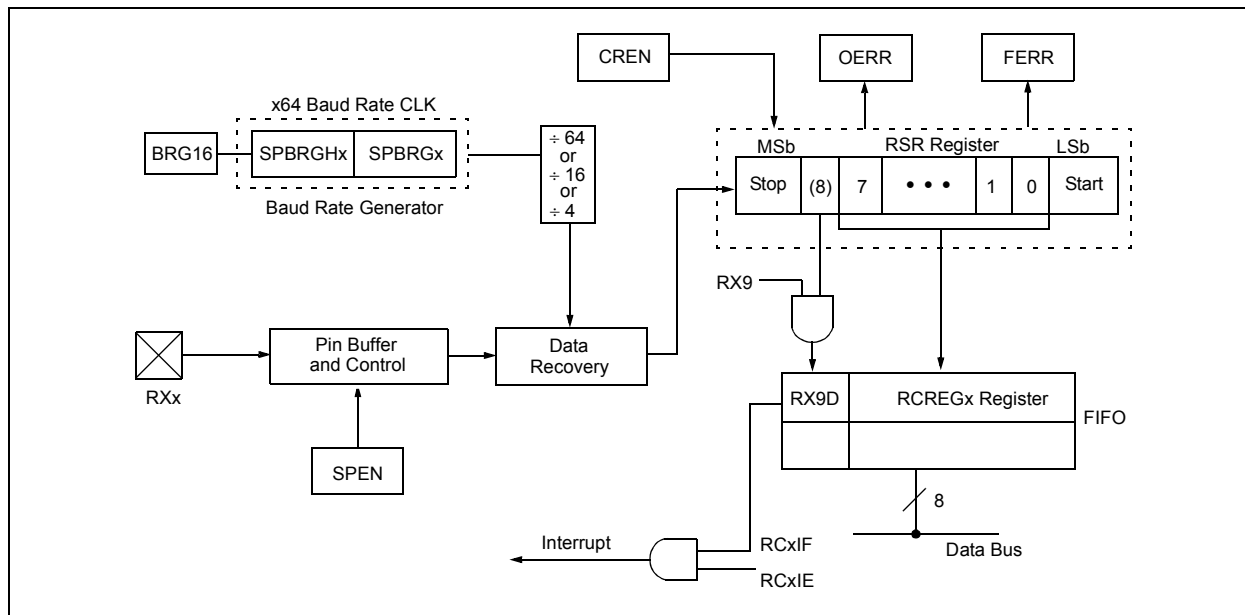 CREN
OERR
FERR
x64 Baud Rate CLK
BRG16
SPBRGHx
SPBRGx
Baud Rate Generator
÷ 64
or
÷ 16
or
÷ 4
MSb
RSR Register
LSb
Stop
(8)
7
• • •
1
0
Start
RX9
RXx
Pin Buffer
and Control
Data
Recovery
SPEN
RX9D
RCREGx Register
FIFO
8
Data Bus
Interrupt
RCxIF
RCxIE